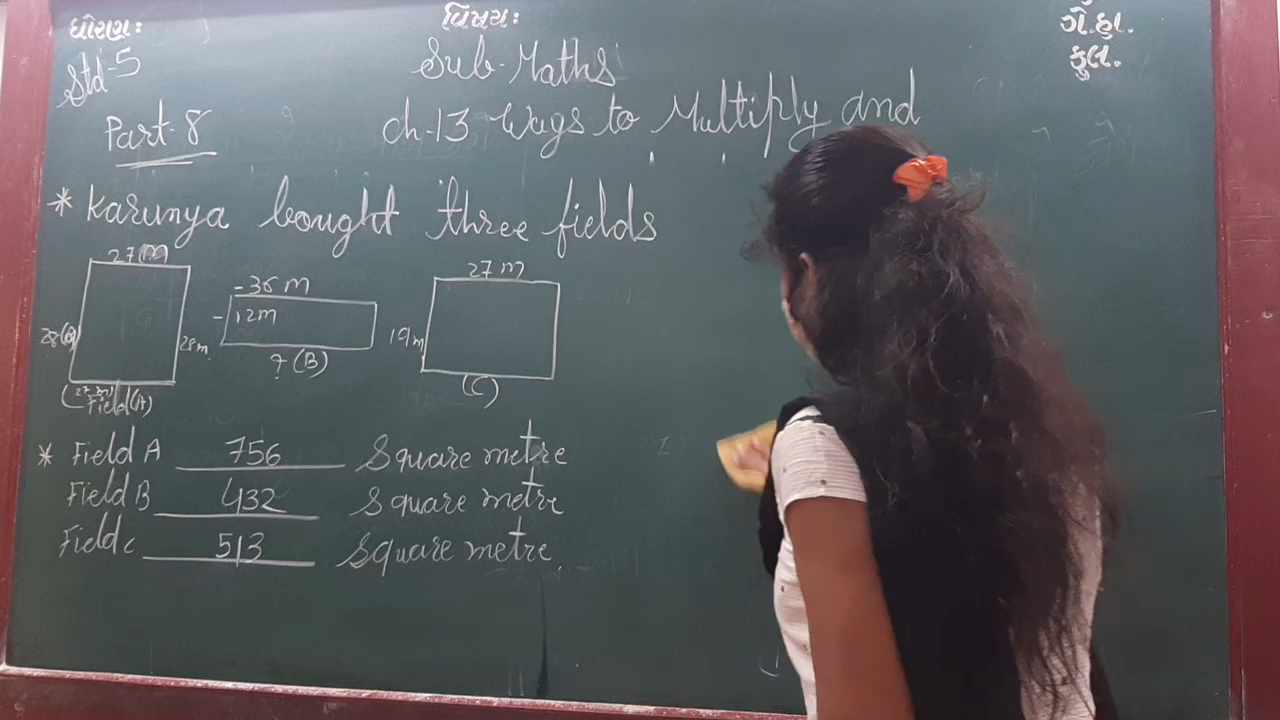 ધોરણઃ
વિષયઃ
ગે.હા.
કુલ.
Std-5
Sub-Maths
Part-8
ch-13 Ways to Multiply and
* Karunya bought three fields
27m
28m
27 m
Field(A)
36 m
12m
? (B)
27 m
19m
(C)
* Field A 756 Square metre
Field B 432 square metre
Field c 513 square metre.